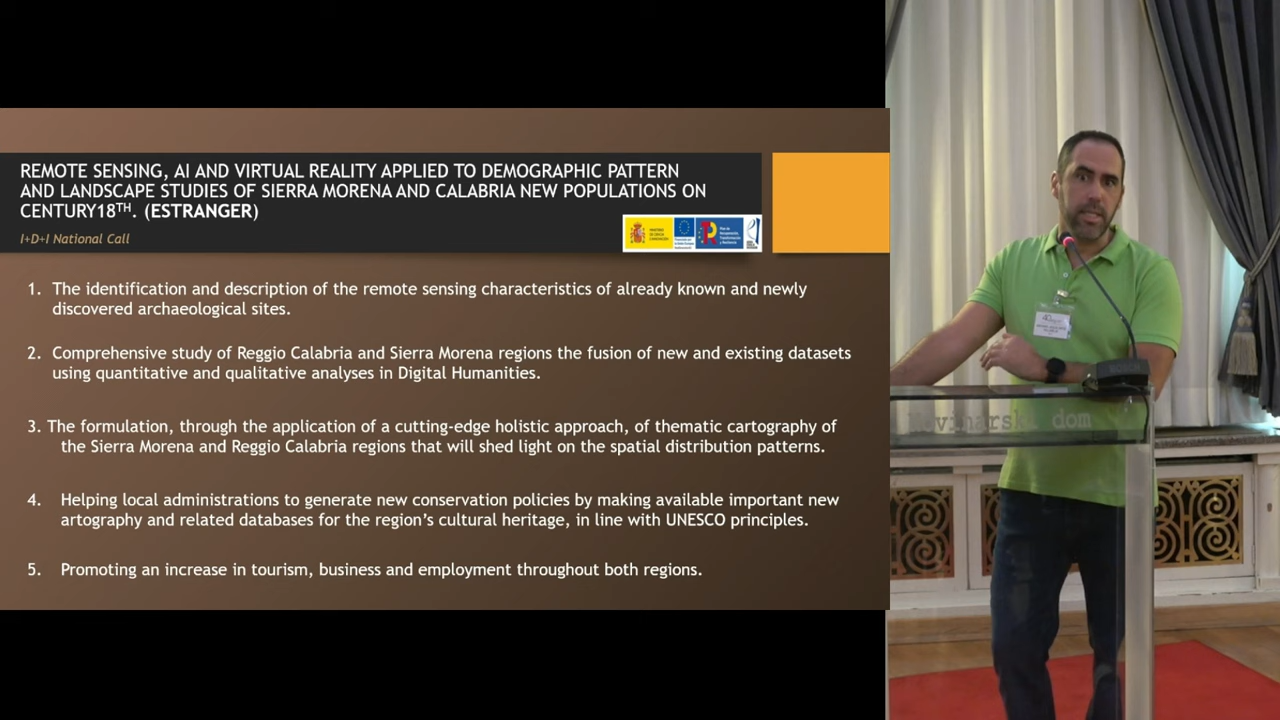 REMOTE SENSING, AI AND VIRTUAL REALITY APPLIED TO DEMOGRAPHIC PATTERN
AND LANDSCAPE STUDIES OF SIERRA MORENA AND CALABRIA NEW POPULATIONS ON
CENTURY18TH. (ESTRANGER)
I+D+I National Call
1. The identification and description of the remote sensing characteristics of already known and newly
discovered archaeological sites.
2. Comprehensive study of Reggio Calabria and Sierra Morena regions the fusion of new and existing datasets
using quantitative and qualitative analyses in Digital Humanities.
3. The formulation, through the application of a cutting-edge holistic approach, of thematic cartography of
the Sierra Morena and Reggio Calabria regions that will shed light on the spatial distribution patterns.
4. Helping local administrations to generate new conservation policies by making available important new
artography and related databases for the region's cultural heritage, in line with UNESCO principles.
5. Promoting an increase in tourism, business and employment throughout both regions.
Novinarski dom